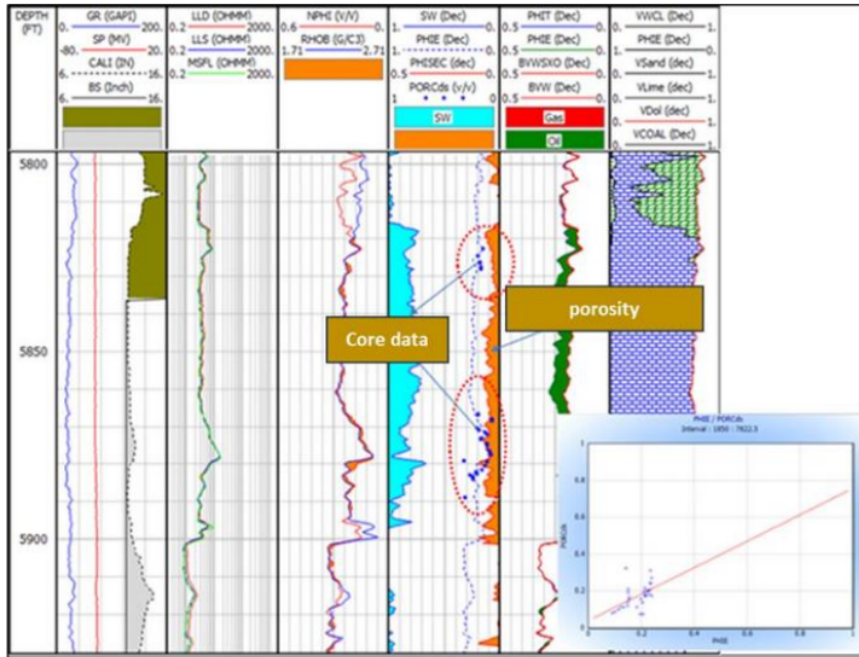 DEPTH
(FT)
GR (GAPI)
0. 200.
SP (MV)
-80. 20.
CALI (IN)
6. 16.
BS (Inch)
6. 16.
LLD (OHMM)
0.2 2000.
LLS (OHMM)
0.2 2000.
MSFL (OHMM)
0.2 2000.
NPHI (V/V)
0.6 0.
RHOB (G/C3)
1.71 2.71
SW (Dec)
1. 0.
PHIE (Dec)
1. 0.
PHISEC (dec)
0.5 0.
PORCds (v/v)
1 0
SW
PHIT (Dec)
0.5 0.
PHIE (Dec)
0.5 0.
BVWSXO (Dec)
0.5 0.
BVW (Dec)
0.5 0.
Gas
Oil
VWCL (Dec)
0. 1.
PHIE (Dec)
1. 0.
VSand (Dec)
0. 1.
VLime (Dec)
0. 1.
VDol (dec)
0. 1.
VCOAL (Dec)
0. 1.
5800
5850
5900
Core data
porosity
PHIE / PORCds
Interval : 1850 : 7822.5
PORCds
1
0.8
0.6
0.4
0.2
0
0 0.2 0.4 0.6 0.8 1
PHIE